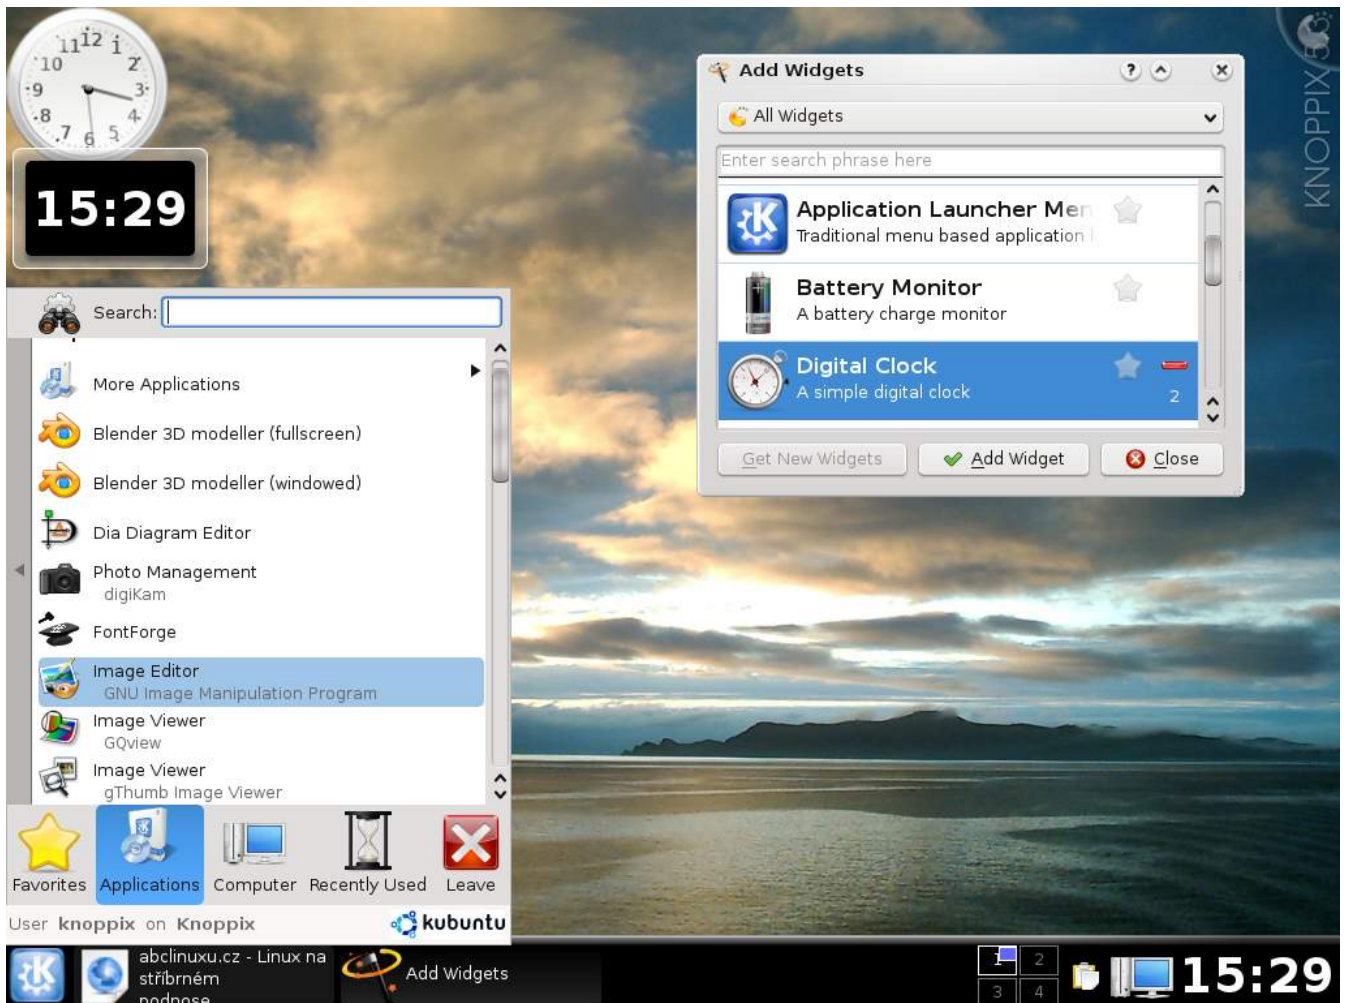 12
11
1
10
2
9
3
8
4
7
6
5
15:29
KNOPPIX
Add Widgets
?
All Widgets
Enter search phrase here
Application Launcher Men
Traditional menu based application
Battery Monitor
A battery charge monitor
Digital Clock
A simple digital clock
2
Get New Widgets
Add Widget
Close
Search:
More Applications
Blender 3D modeller (fullscreen)
Blender 3D modeller (windowed)
Dia Diagram Editor
Photo Management
digiKam
FontForge
Image Editor
GNU Image Manipulation Program
Image Viewer
GQview
Image Viewer
gThumb Image Viewer
Favorites Applications Computer Recently Used Leave
User knoppix on Knoppix
kubuntu
abclinuxu.cz - Linux na
stříbrném
podnose
Add Widgets
1 2
3 4
15:29